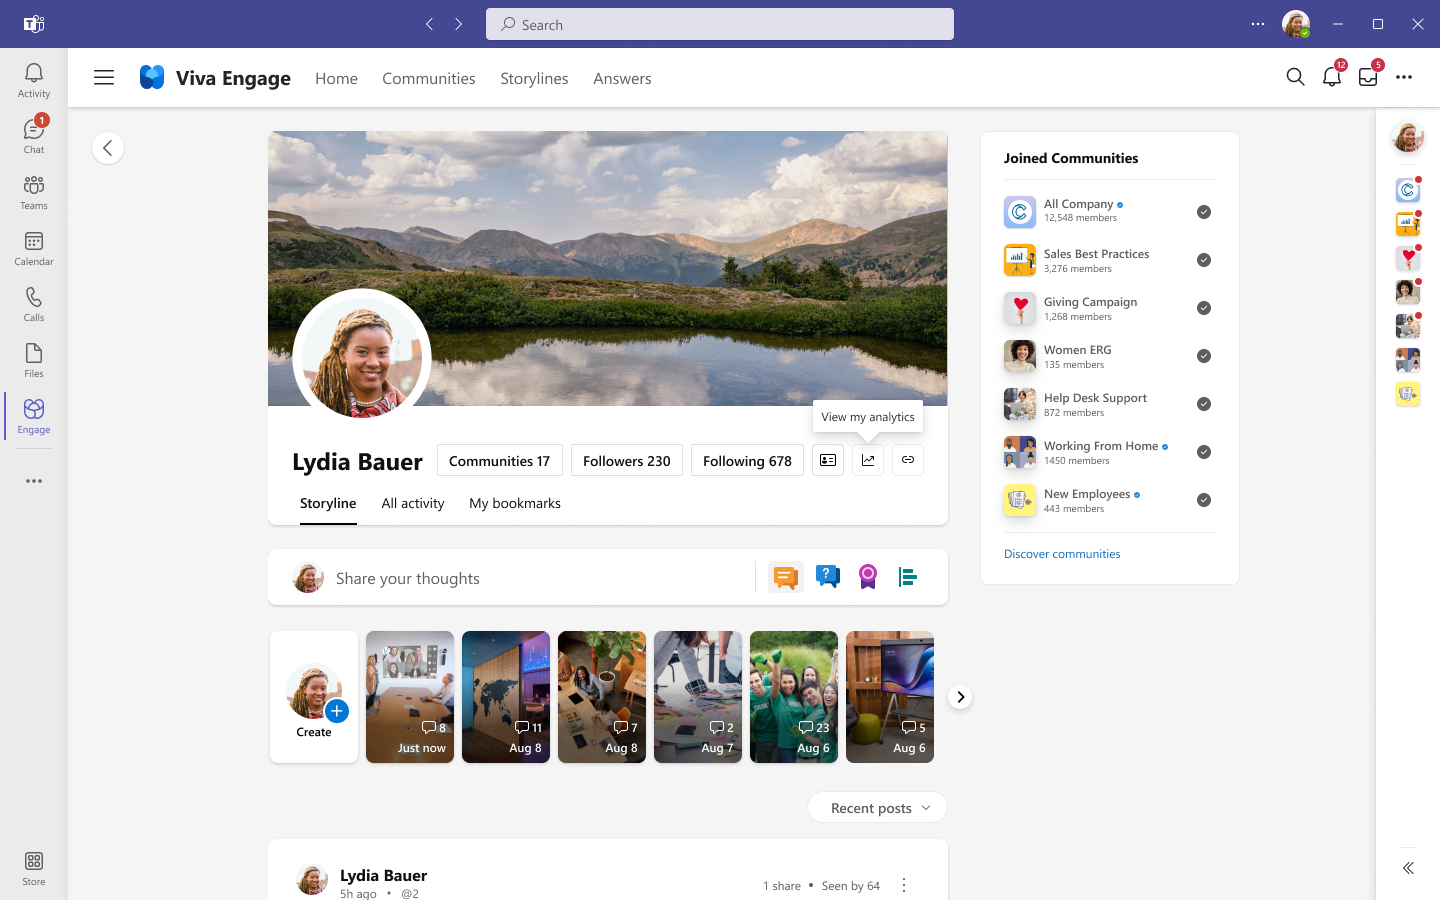 Search
Activity
1
Chat
Teams
Calendar
Calls
Files
Engage
Store
Viva Engage
Home
Communities
Storylines
Answers
12
5
View my analytics
Lydia Bauer
Communities 17
Followers 230
Following 678
Storyline
All activity
My bookmarks
Share your thoughts
Create
8
Just now
11
Aug 8
7
Aug 8
2
Aug 7
23
Aug 6
5
Aug 6
Recent posts
Lydia Bauer
5h ago • @2
1 share • Seen by 64
Joined Communities
All Company
12,548 members
Sales Best Practices
3,276 members
Giving Campaign
1,268 members
Women ERG
135 members
Help Desk Support
872 members
Working From Home
1450 members
New Employees
443 members
Discover communities